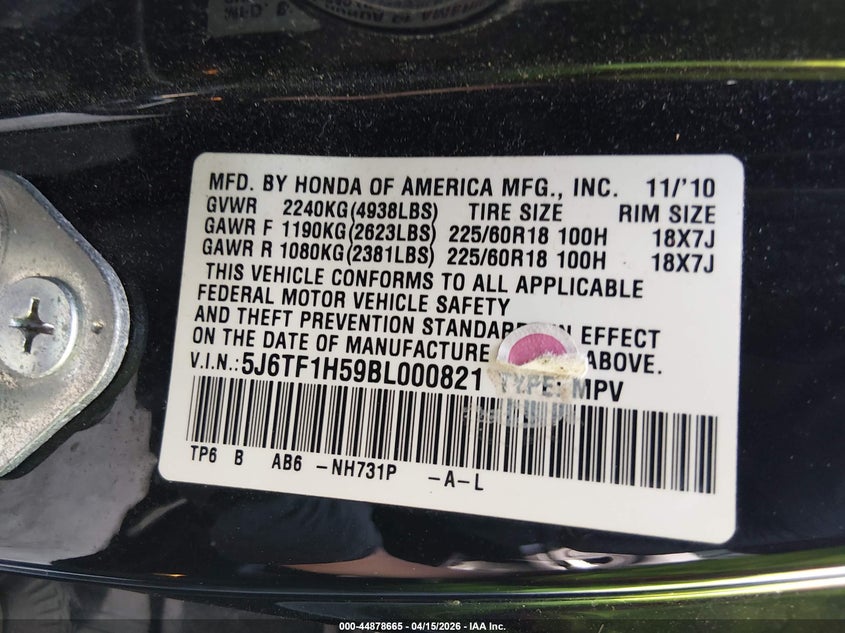 MFD. BY HONDA OF AMERICA MFG., INC. 11/'10
GVWR 2240KG(4938LBS) TIRE SIZE RIM SIZE
GAWR F 1190KG(2623LBS) 225/60R18 100H 18X7J
GAWR R 1080KG(2381LBS) 225/60R18 100H 18X7J
THIS VEHICLE CONFORMS TO ALL APPLICABLE
FEDERAL MOTOR VEHICLE SAFETY
AND THEFT PREVENTION STANDARDS IN EFFECT
ON THE DATE OF MANUFACTURE ABOVE.
V.I.N.:5J6TF1H59BL000821 TYPE: MPV
TP6 B AB6 -NH731P -A-L
000-44878665 - 04/15/2026 - IAA Inc.